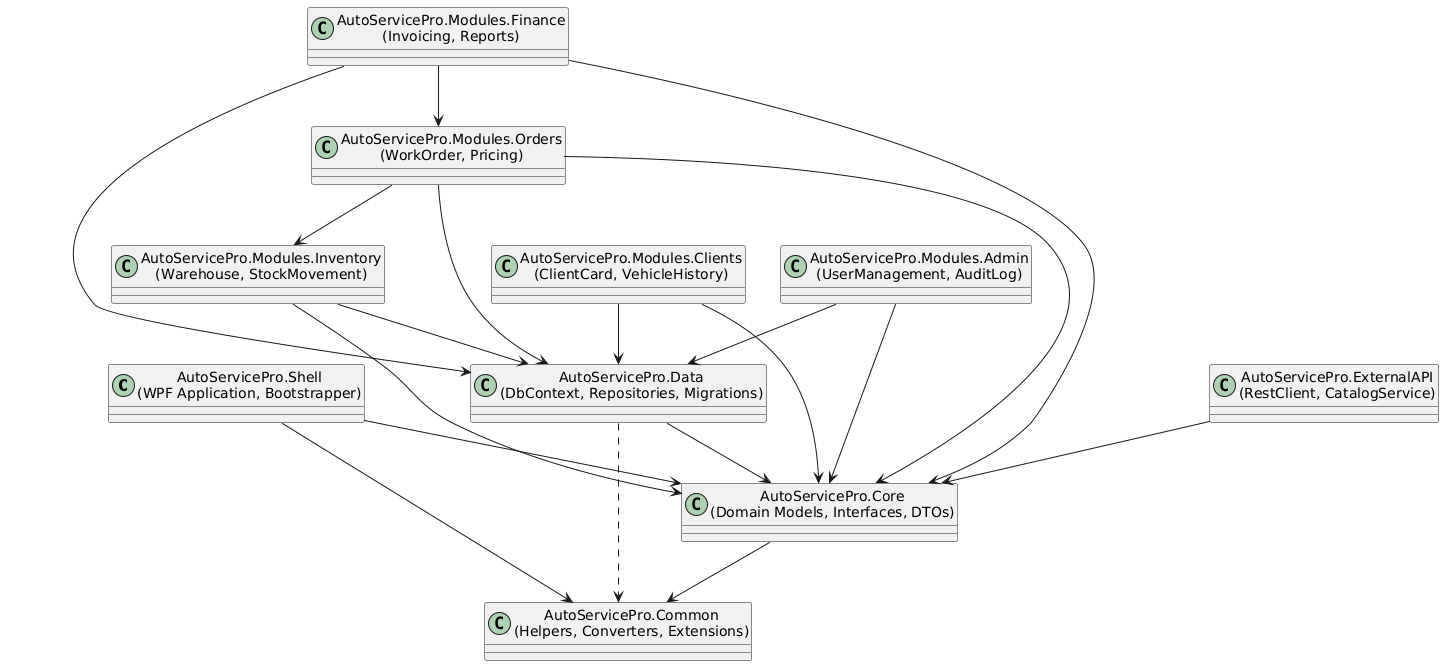 C AutoServicePro.Modules.Finance
(Invoicing, Reports)
C AutoServicePro.Modules.Orders
(WorkOrder, Pricing)
C AutoServicePro.Modules.Inventory
(Warehouse, StockMovement)
C AutoServicePro.Modules.Clients
(ClientCard, VehicleHistory)
C AutoServicePro.Modules.Admin
(UserManagement, AuditLog)
C AutoServicePro.Shell
(WPF Application, Bootstrapper)
C AutoServicePro.Data
(DbContext, Repositories, Migrations)
C AutoServicePro.ExternalAPI
(RestClient, CatalogService)
C AutoServicePro.Core
(Domain Models, Interfaces, DTOs)
C AutoServicePro.Common
(Helpers, Converters, Extensions)